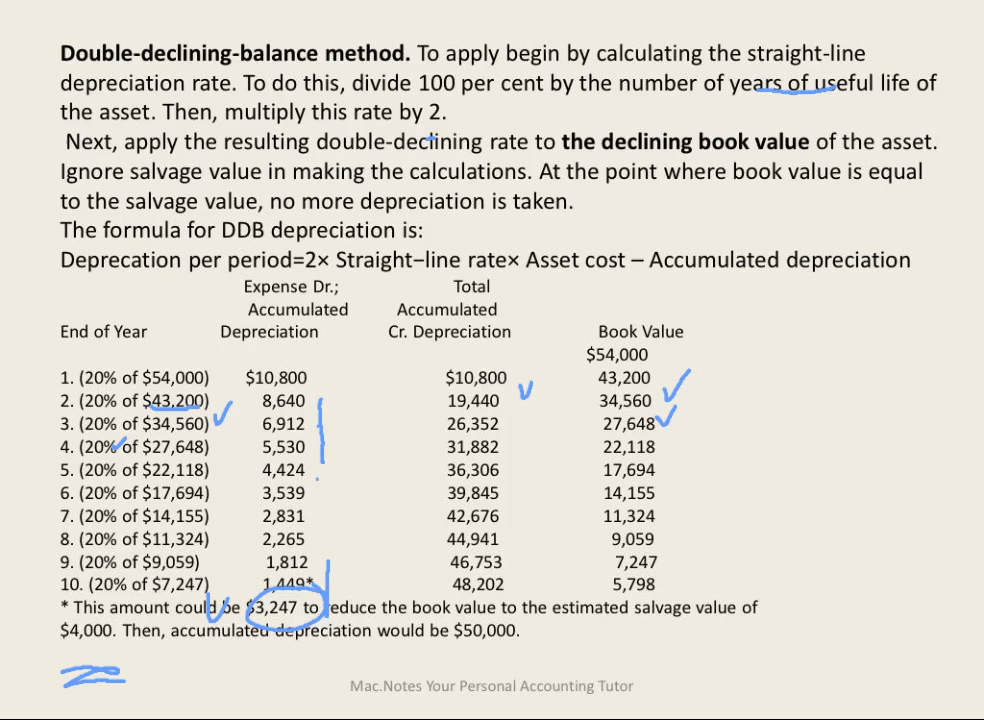 Double-declining-balance method. To apply begin by calculating the straight-line
depreciation rate. To do this, divide 100 per cent by the number of years of useful life of
the asset. Then, multiply this rate by 2.
Next, apply the resulting double-declining rate to the declining book value of the asset.
Ignore salvage value in making the calculations. At the point where book value is equal
to the salvage value, no more depreciation is taken.
The formula for DDB depreciation is:
Deprecation per period=2× Straight−line rate× Asset cost – Accumulated depreciation
Expense Dr.; Total
Accumulated Accumulated
End of Year Depreciation Cr. Depreciation Book Value
$54,000
1. (20% of $54,000) $10,800 $10,800 43,200
2. (20% of $43,200) 8,640 19,440 34,560
3. (20% of $34,560) 6,912 26,352 27,648
4. (20% of $27,648) 5,530 31,882 22,118
5. (20% of $22,118) 4,424 36,306 17,694
6. (20% of $17,694) 3,539 39,845 14,155
7. (20% of $14,155) 2,831 42,676 11,324
8. (20% of $11,324) 2,265 44,941 9,059
9. (20% of $9,059) 1,812 46,753 7,247
10. (20% of $7,247) 1,449* 48,202 5,798
* This amount could be $3,247 to reduce the book value to the estimated salvage value of
$4,000. Then, accumulated depreciation would be $50,000.
Mac.Notes Your Personal Accounting Tutor